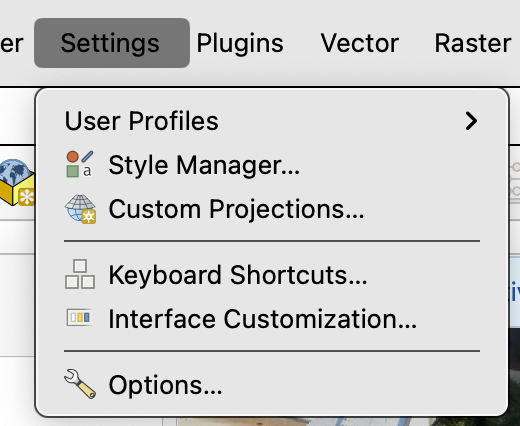 er Settings Plugins Vector Raster
User Profiles
Style Manager...
Custom Projections...
Keyboard Shortcuts...
Interface Customization...
Options...